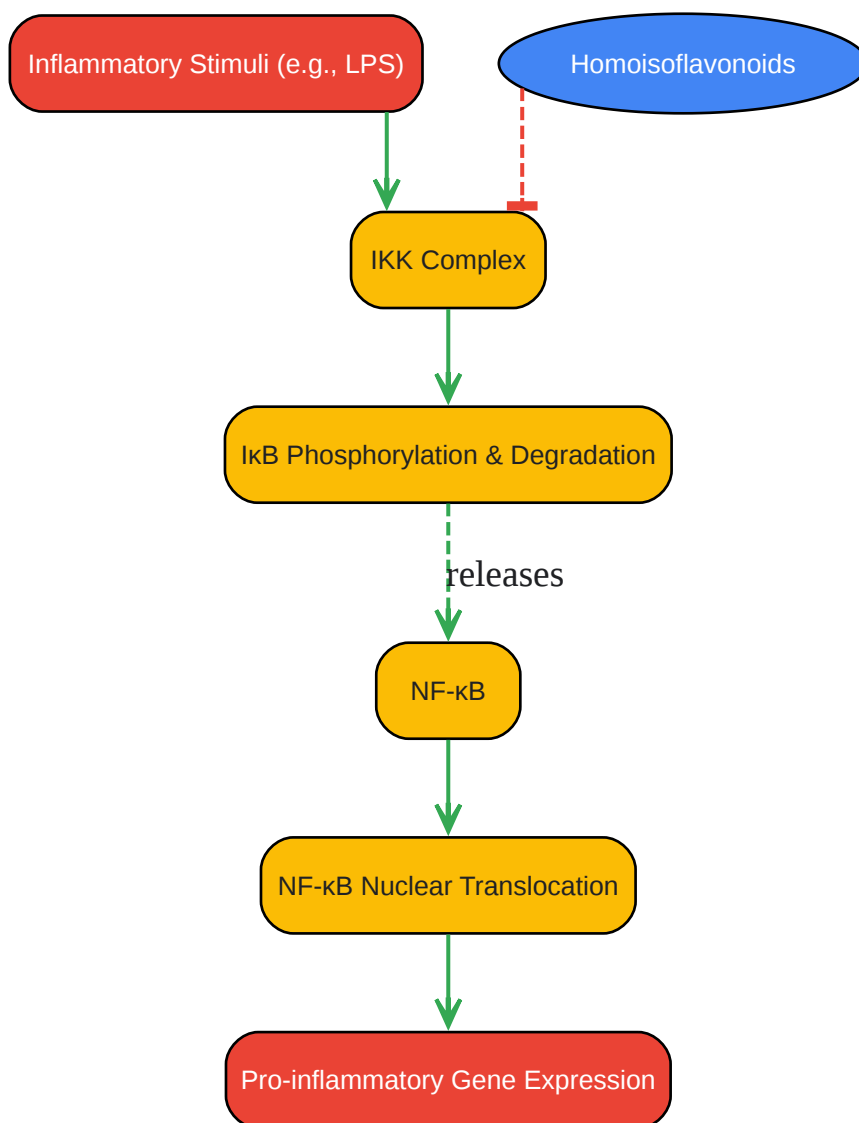 Inflammatory Stimuli (e.g., LPS)
Homoisoflavonoids
IKK Complex
IκB Phosphorylation & Degradation
releases
NF-κB
NF-κB Nuclear Translocation
Pro-inflammatory Gene Expression